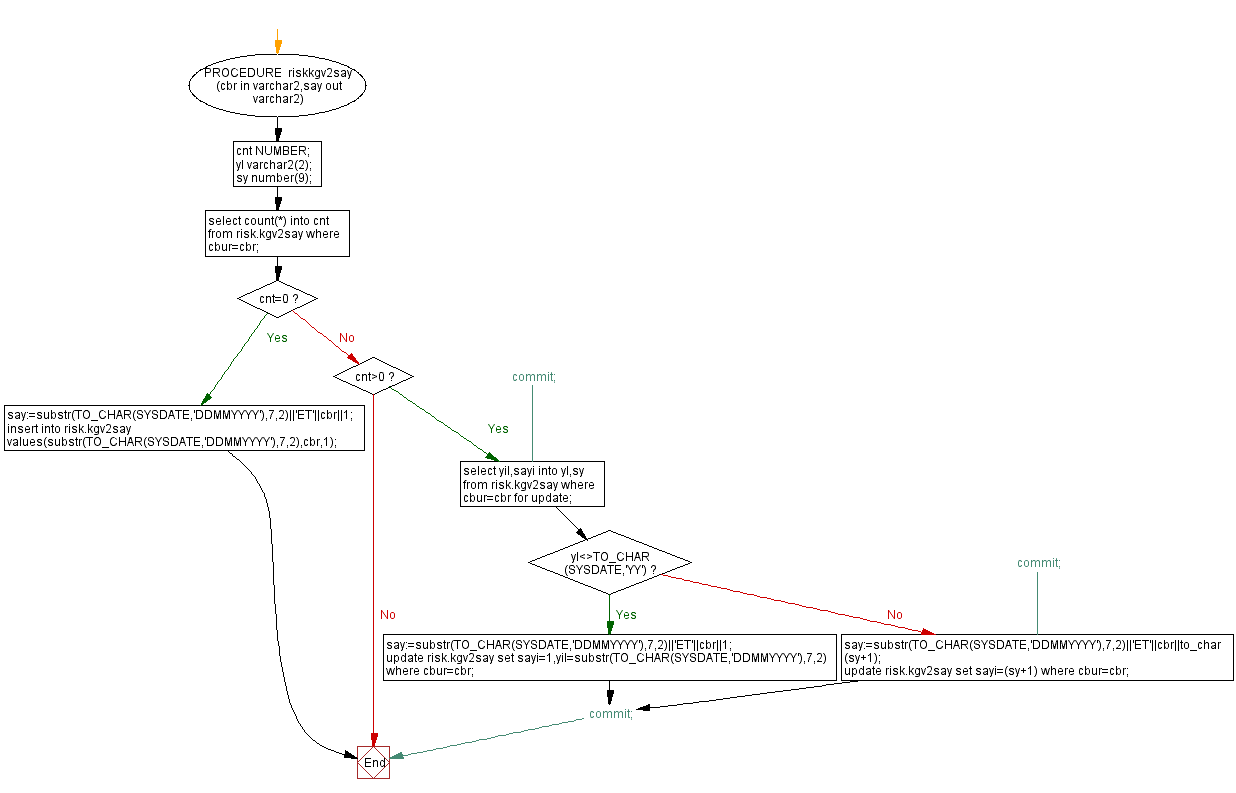 PROCEDURE riskkgv2say
(cbr in varchar2,say out
varchar2)
cnt NUMBER;
yl varchar2(2);
sy number(9);
select count(*) into cnt
from risk.kgv2say where
cbur=cbr;
cnt=0 ?
Yes
No
cnt>0 ?
commit;
say:=substr(TO_CHAR(SYSDATE,'DDMMYYYY'),7,2)||'ET'||cbr||1;
insert into risk.kgv2say
values(substr(TO_CHAR(SYSDATE,'DDMMYYYY'),7,2),cbr,1);
Yes
select yil,sayi into yl,sy
from risk.kgv2say where
cbur=cbr for update;
yl<>TO_CHAR
(SYSDATE,'YY') ?
commit;
No
Yes
No
say:=substr(TO_CHAR(SYSDATE,'DDMMYYYY'),7,2)||'ET'||cbr||1;
update risk.kgv2say set sayi=1,yil=substr(TO_CHAR(SYSDATE,'DDMMYYYY'),7,2)
where cbur=cbr;
say:=substr(TO_CHAR(SYSDATE,'DDMMYYYY'),7,2)||'ET'||cbr||to_char
(sy+1);
update risk.kgv2say set sayi=(sy+1) where cbur=cbr;
commit;
End